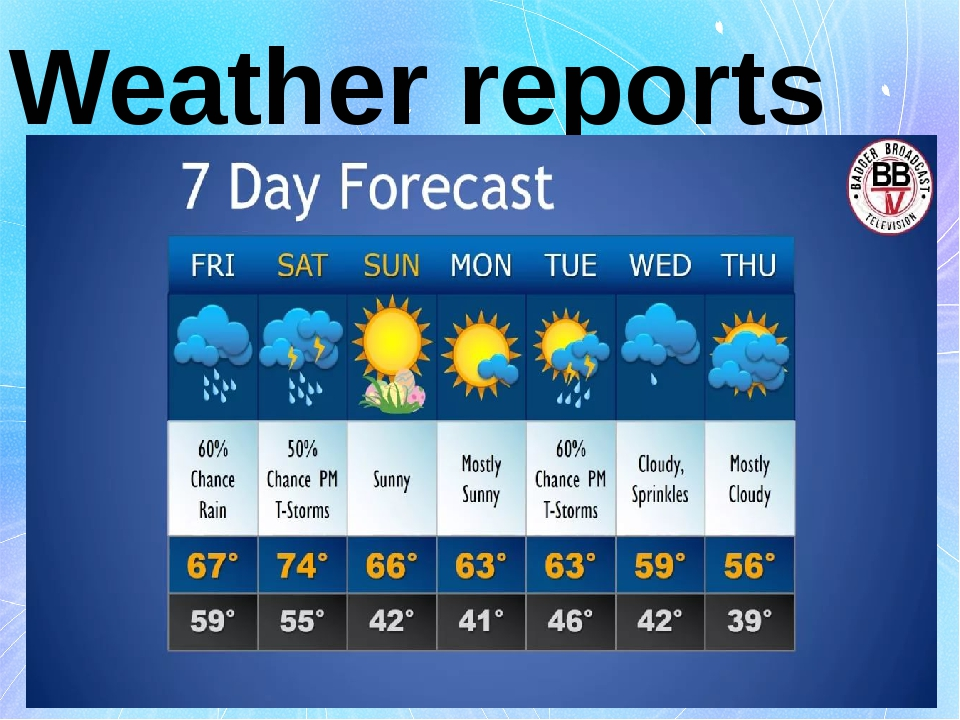 Weather reports
7 Day Forecast
BADGER BROADCAST
BB
TV
TELEVISION
FRI SAT SUN MON TUE WED THU
60% Chance Rain
50% Chance PM T-Storms
Sunny
Mostly Sunny
60% Chance PM T-Storms
Cloudy, Sprinkles
Mostly Cloudy
67° 74° 66° 63° 63° 59° 56°
59° 55° 42° 41° 46° 42° 39°